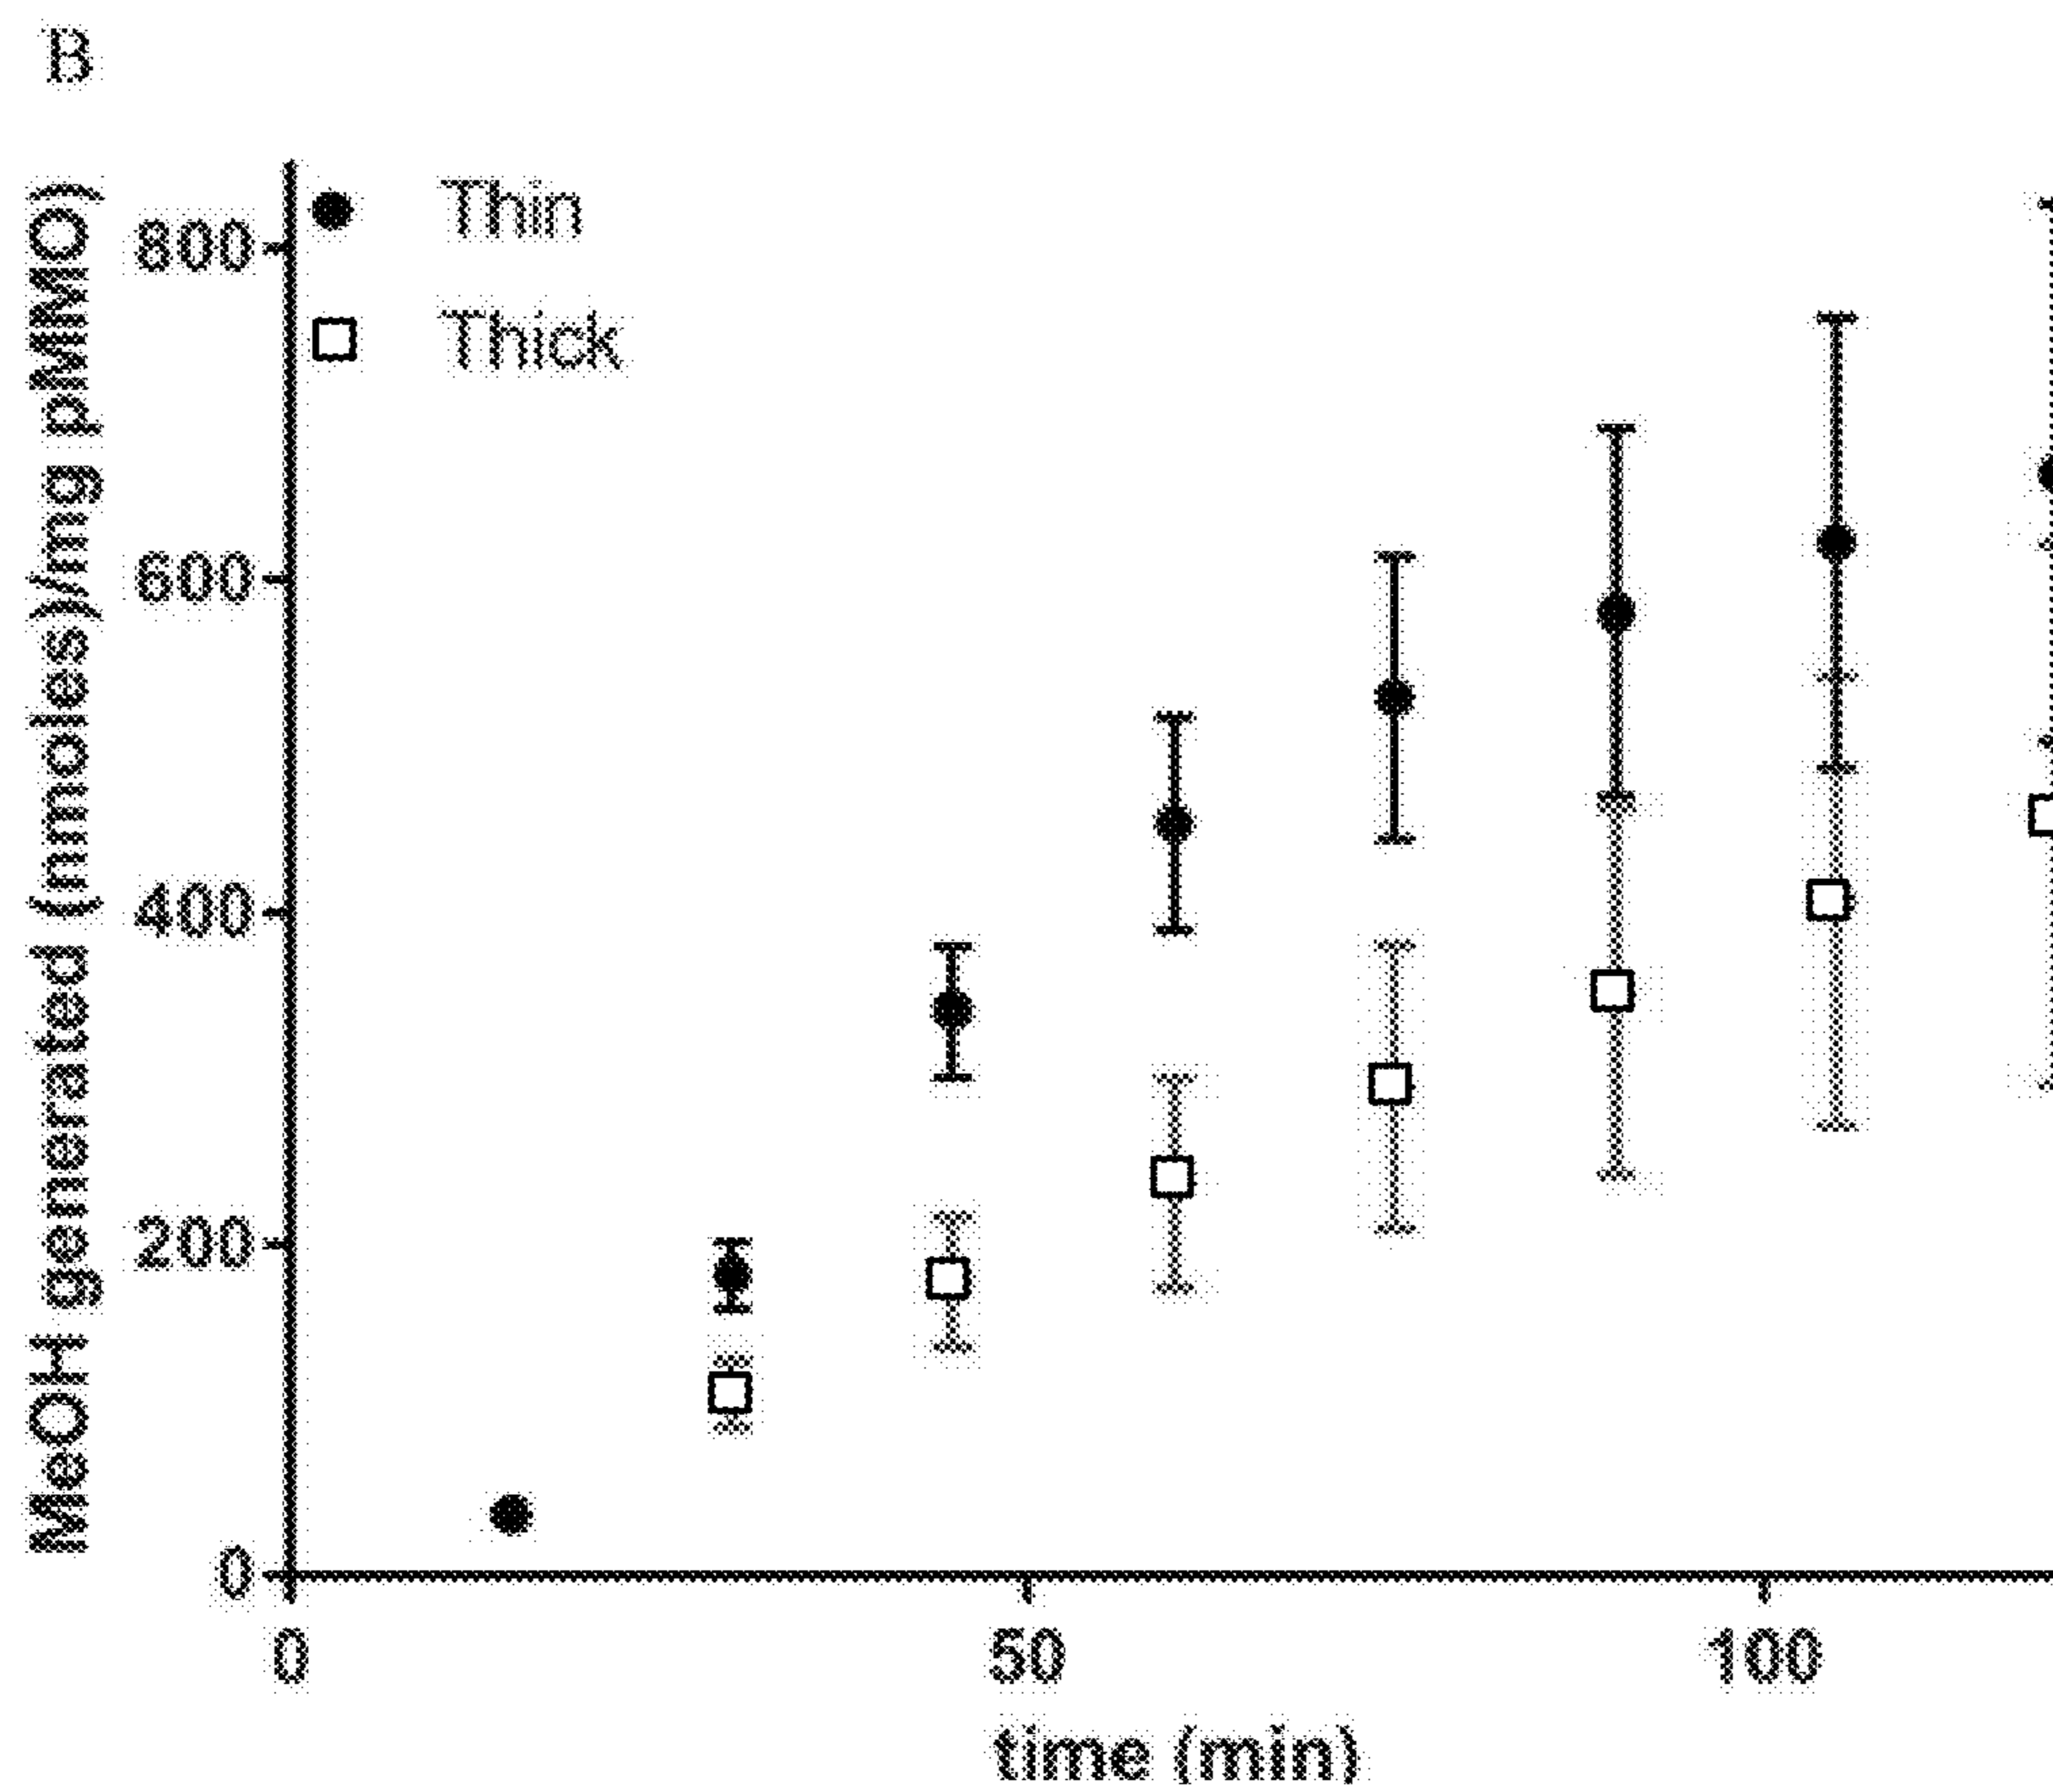 B
MeOH generated (nmoles)/mg pMMO)
Thin
Thick
800
600
400
200
0
0 50 100
time (min)